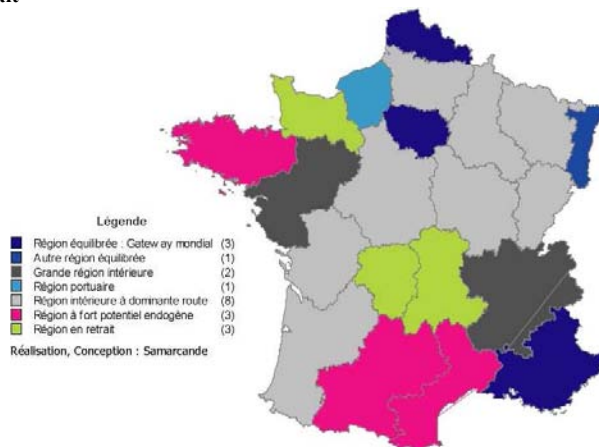 Légende
Région équilibrée : Gatew ay mondial (3)
Autre région équilibrée (1)
Grande région intérieure (2)
Région portuaire (1)
Région intérieure à dominante route (8)
Région à fort potentiel endogène (3)
Région en retrait (3)
Réalisation, Conception : Samarcande